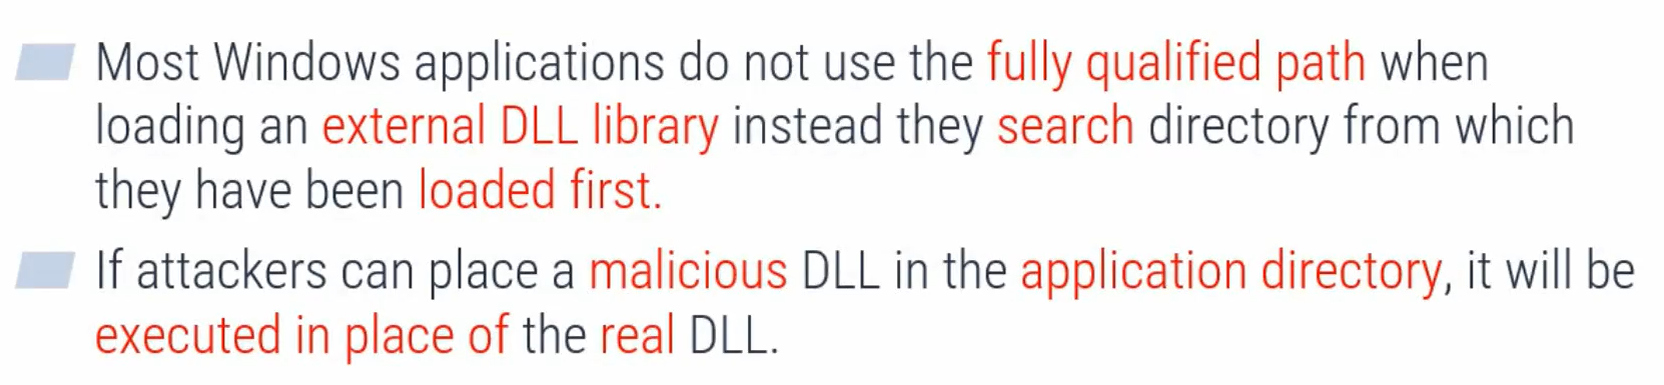 Most Windows applications do not use the fully qualified path when
loading an external DLL library instead they search directory from which
they have been loaded first.
If attackers can place a malicious DLL in the application directory, it will be
executed in place of the real DLL.